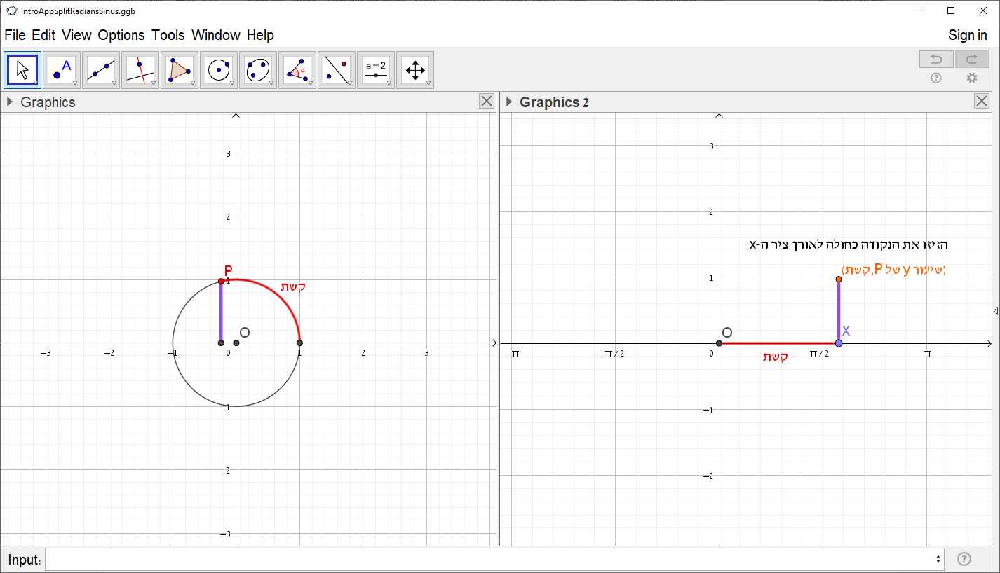 IntroAppSplitRadiansSinus.ggb
File Edit View Options Tools Window Help
Sign in
A
α
a = 2
Graphics
Graphics 2
3
2
1
−1
−2
−3
−3
−2
−1
0
1
2
3
P
קשת
O
3
2
1
−1
−2
−π
−π / 2
0
π / 2
π
הזיזו את הנקודה כחולה לאורך ציר ה-x
(שיעור y של P,קשת)
O
X
קשת
Input: